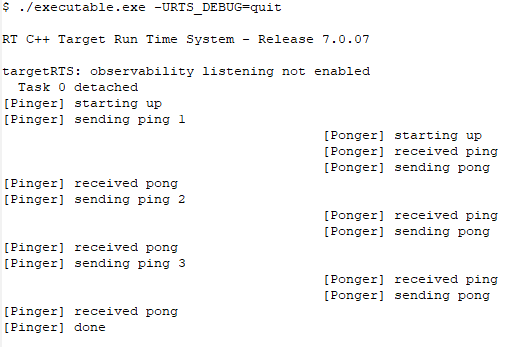 $ ./executable.exe -URTS_DEBUG=quit
RT C++ Target Run Time System - Release 7.0.07
targetRTS: observability listening not enabled
  Task 0 detached
[Pinger] starting up
[Pinger] sending ping 1
[Ponger] starting up
[Ponger] received ping
[Ponger] sending pong
[Pinger] received pong
[Pinger] sending ping 2
[Ponger] received ping
[Ponger] sending pong
[Pinger] received pong
[Pinger] sending ping 3
[Ponger] received ping
[Ponger] sending pong
[Pinger] received pong
[Pinger] done